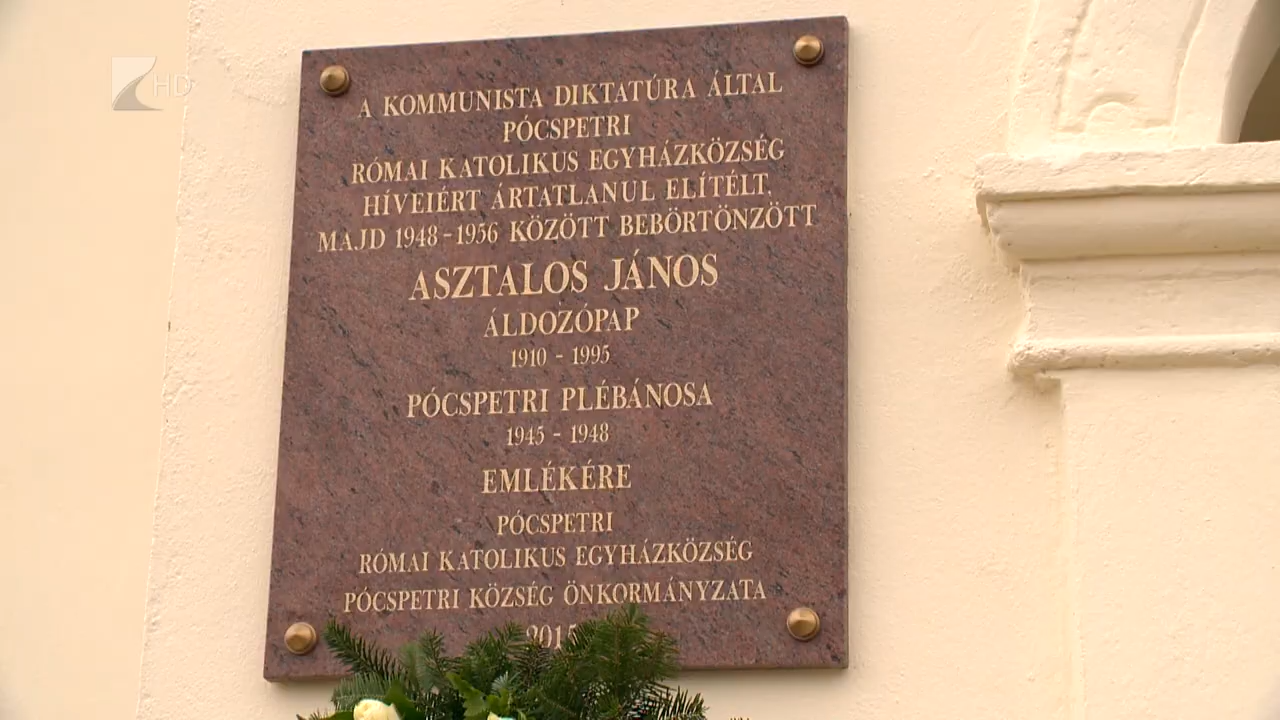 HD
A KOMMUNISTA DIKTATÚRA ÁLTAL
PÓCSPETRI
RÓMAI KATOLIKUS EGYHÁZKÖZSÉG
HÍVEIÉRT ÁRTATLANUL ELÍTÉLT,
MAJD 1948 - 1956 KÖZÖTT BEBÖRTÖNZÖTT
ASZTALOS JÁNOS
ÁLDOZÓPAP
1910 - 1995
PÓCSPETRI PLÉBÁNOSA
1945 - 1948
EMLÉKÉRE
PÓCSPETRI
RÓMAI KATOLIKUS EGYHÁZKÖZSÉG
PÓCSPETRI KÖZSÉG ÖNKORMÁNYZATA
2015